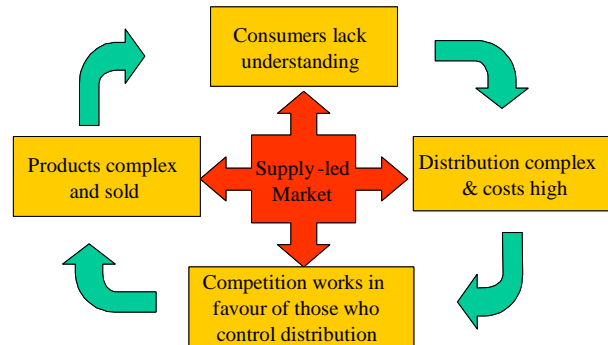 Consumers lack
understanding
Products complex
and sold
Supply-led
Market
Distribution complex
& costs high
Competition works in
favour of those who
control distribution